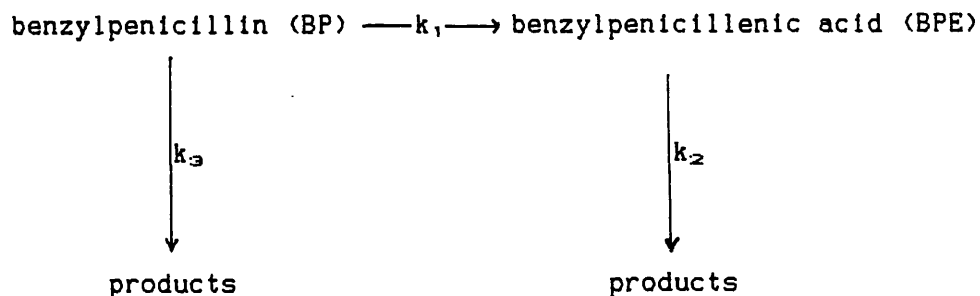 benzylpenicillin (BP) —k₁→ benzylpenicillenic acid (BPE)
k₃ k₂
products products